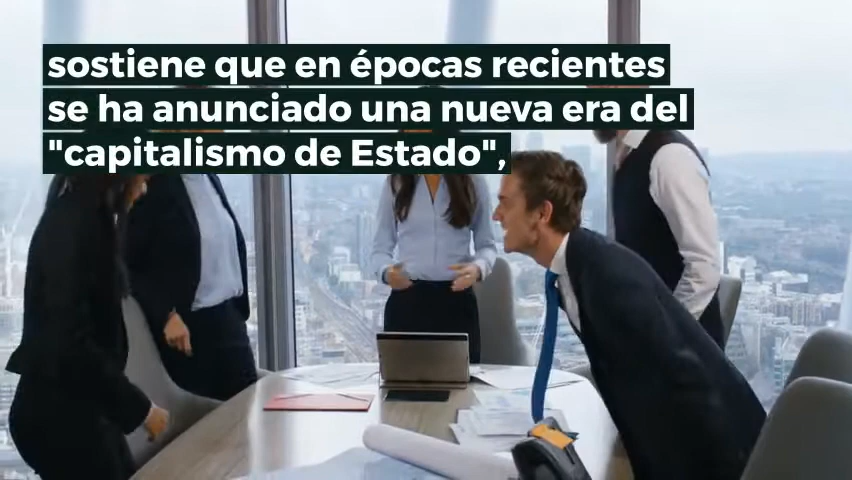 sostiene que en épocas recientes
se ha anunciado una nueva era del
"capitalismo de Estado",